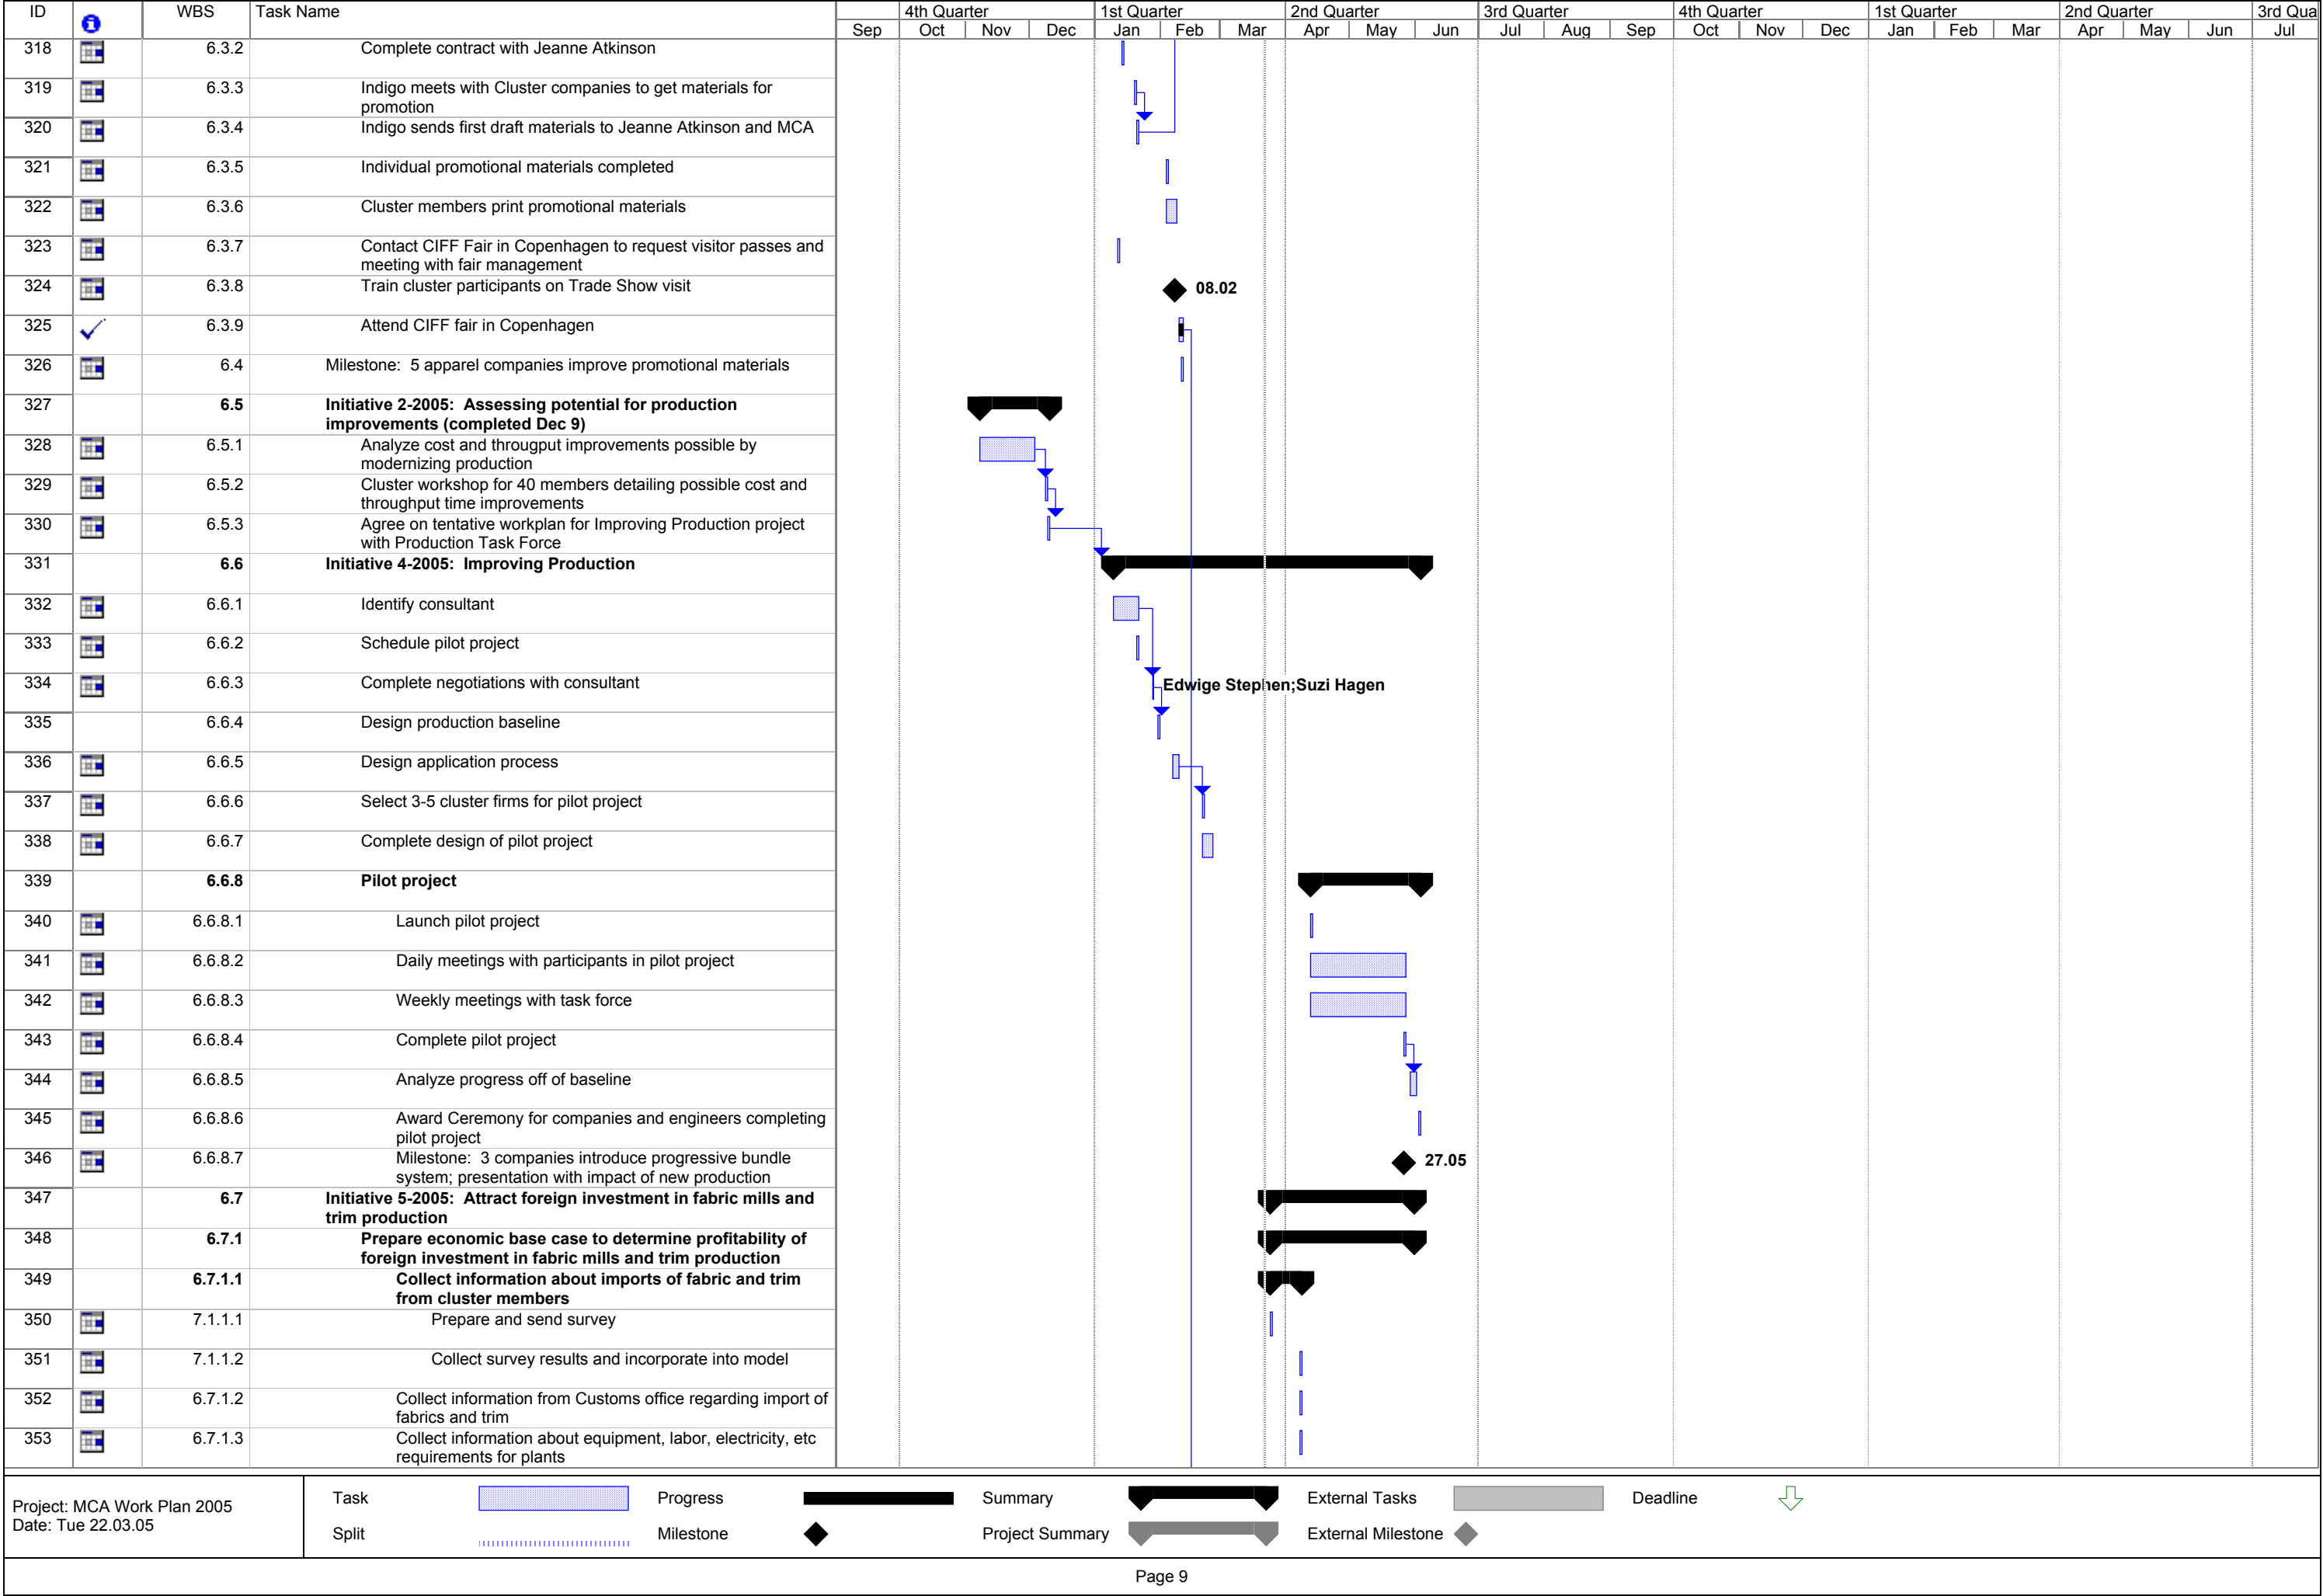 ID WBS Task Name 4th Quarter 1st Quarter 2nd Quarter 3rd Quarter 4th Quarter 1st Quarter 2nd Quarter 3rd Qua
Sep Oct Nov Dec Jan Feb Mar Apr May Jun Jul Aug Sep Oct Nov Dec Jan Feb Mar Apr May Jun Jul
318 6.3.2 Complete contract with Jeanne Atkinson
319 6.3.3 Indigo meets with Cluster companies to get materials for
promotion
320 6.3.4 Indigo sends first draft materials to Jeanne Atkinson and MCA
321 6.3.5 Individual promotional materials completed
322 6.3.6 Cluster members print promotional materials
323 6.3.7 Contact CIFF Fair in Copenhagen to request visitor passes and
meeting with fair management
324 6.3.8 Train cluster participants on Trade Show visit 08.02
325 6.3.9 Attend CIFF fair in Copenhagen
326 6.4 Milestone: 5 apparel companies improve promotional materials
327 6.5 Initiative 2-2005: Assessing potential for production
improvements (completed Dec 9)
328 6.5.1 Analyze cost and througput improvements possible by
modernizing production
329 6.5.2 Cluster workshop for 40 members detailing possible cost and
throughput time improvements
330 6.5.3 Agree on tentative workplan for Improving Production project
with Production Task Force
331 6.6 Initiative 4-2005: Improving Production
332 6.6.1 Identify consultant
333 6.6.2 Schedule pilot project
334 6.6.3 Complete negotiations with consultant Edwige Stephen;Suzi Hagen
335 6.6.4 Design production baseline
336 6.6.5 Design application process
337 6.6.6 Select 3-5 cluster firms for pilot project
338 6.6.7 Complete design of pilot project
339 6.6.8 Pilot project
340 6.6.8.1 Launch pilot project
341 6.6.8.2 Daily meetings with participants in pilot project
342 6.6.8.3 Weekly meetings with task force
343 6.6.8.4 Complete pilot project
344 6.6.8.5 Analyze progress off of baseline
345 6.6.8.6 Award Ceremony for companies and engineers completing
pilot project
346 6.6.8.7 Milestone: 3 companies introduce progressive bundle 27.05
system; presentation with impact of new production
347 6.7 Initiative 5-2005: Attract foreign investment in fabric mills and
trim production
348 6.7.1 Prepare economic base case to determine profitability of
foreign investment in fabric mills and trim production
349 6.7.1.1 Collect information about imports of fabric and trim
from cluster members
350 7.1.1.1 Prepare and send survey
351 7.1.1.2 Collect survey results and incorporate into model
352 6.7.1.2 Collect information from Customs office regarding import of
fabrics and trim
353 6.7.1.3 Collect information about equipment, labor, electricity, etc
requirements for plants
Project: MCA Work Plan 2005
Date: Tue 22.03.05
Task Progress Summary External Tasks Deadline
Split Milestone Project Summary External Milestone
Page 9